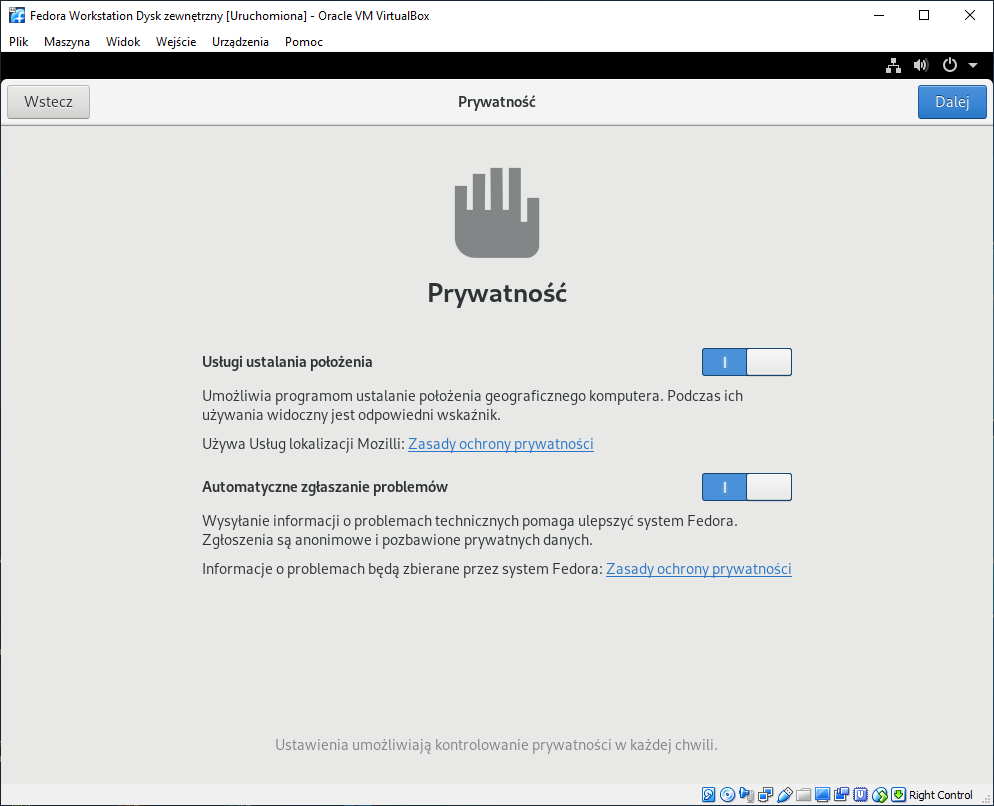 Fedora Workstation Dysk zewnętrzny [Uruchomiona] - Oracle VM VirtualBox
Plik Maszyna Widok Wejście Urządzenia Pomoc
Wstecz Prywatność Dalej
Prywatność
Usługi ustalania położenia
Umożliwia programom ustalanie położenia geograficznego komputera. Podczas ich
używania widoczny jest odpowiedni wskaźnik.
Używa Usług lokalizacji Mozilli: Zasady ochrony prywatności
Automatyczne zgłaszanie problemów
Wysyłanie informacji o problemach technicznych pomaga ulepszyć system Fedora.
Zgłoszenia są anonimowe i pozbawione prywatnych danych.
Informacje o problemach będą zbierane przez system Fedora: Zasady ochrony prywatności
Ustawienia umożliwiają kontrolowanie prywatności w każdej chwili.
Right Control